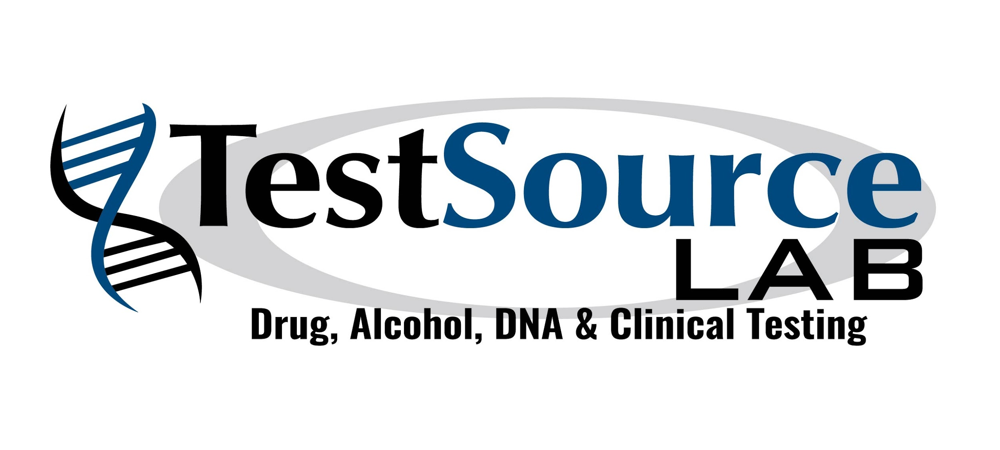 TestSource
LAB
Drug, Alcohol, DNA & Clinical Testing